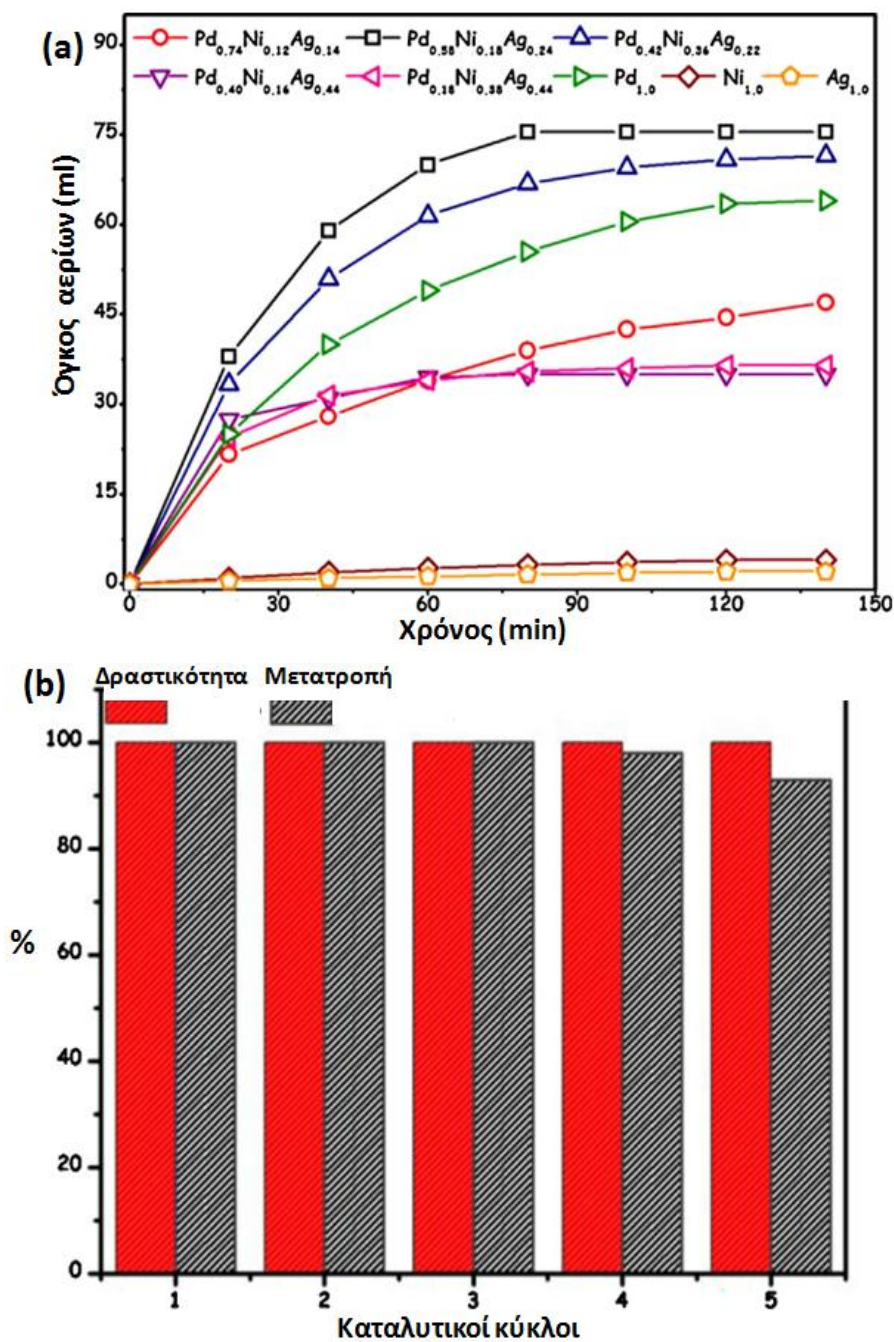 (a)
Pd0,74Ni0,12Ag0,14 Pd0,58Ni0,18Ag0,24 Pd0,42Ni0,36Ag0,22
Pd0,40Ni0,16Ag0,44 Pd0,18Ni0,38Ag0,44 Pd1,0 Ni1,0 Ag1,0
Όγκος αερίων (ml)
90
75
60
45
30
15
0
0 30 60 90 120 150
Χρόνος (min)
(b)
Δραστικότητα Μετατροπή
100
80
60
40
20
0
%
1 2 3 4 5
Καταλυτικοί κύκλοι